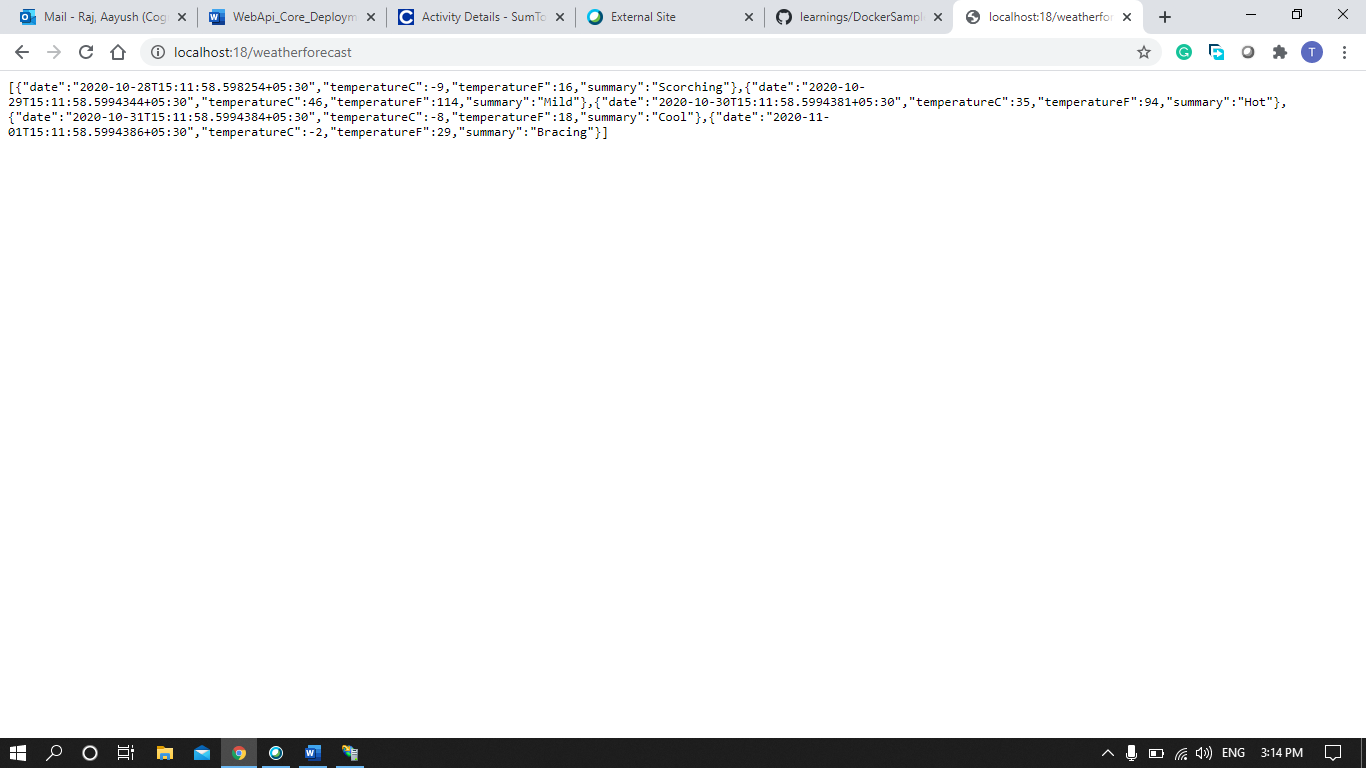 Mail - Raj, Aayush (Cog
WebApi_Core_Deploym
Activity Details - SumTo
External Site
learnings/DockerSampl
localhost:18/weatherfor
localhost:18/weatherforecast
T
[{"date":"2020-10-28T15:11:58.598254+05:30","temperatureC":-9,"temperatureF":16,"summary":"Scorching"},{"date":"2020-10-
29T15:11:58.5994344+05:30","temperatureC":46,"temperatureF":114,"summary":"Mild"},{"date":"2020-10-30T15:11:58.5994381+05:30","temperatureC":35,"temperatureF":94,"summary":"Hot"},
{"date":"2020-10-31T15:11:58.5994384+05:30","temperatureC":-8,"temperatureF":18,"summary":"Cool"},{"date":"2020-11-
01T15:11:58.5994386+05:30","temperatureC":-2,"temperatureF":29,"summary":"Bracing"}]
ENG
3:14 PM